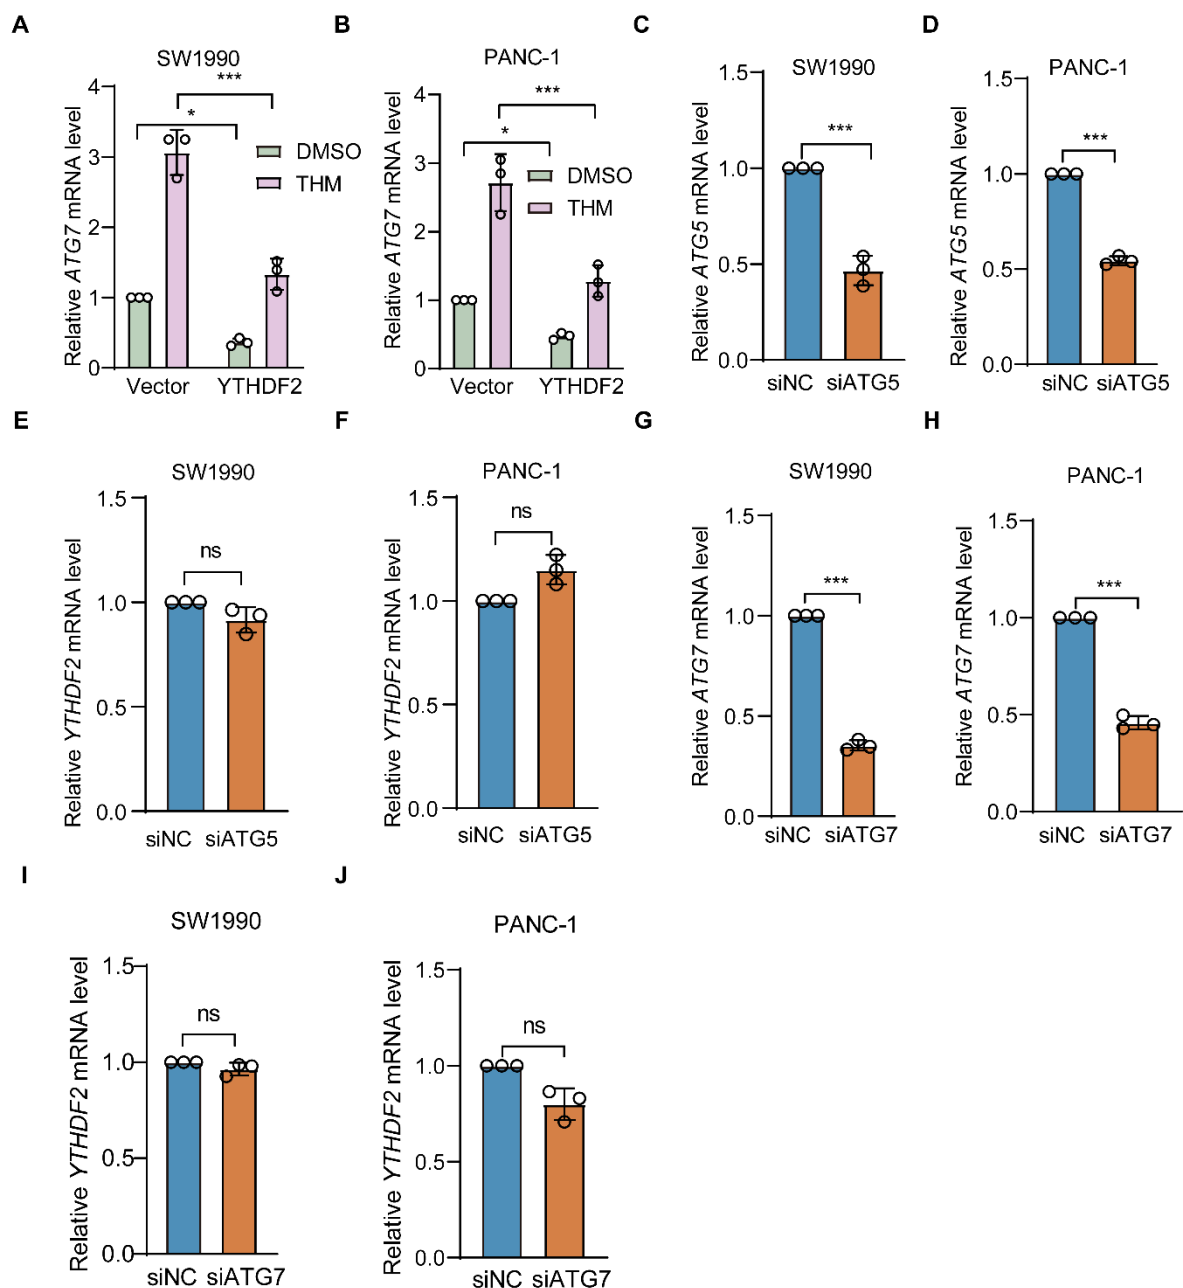 A
SW1990
Relative ATG7 mRNA level
4
3
2
1
0
***
*
DMSO
THM
Vector
YTHDF2
B
PANC-1
Relative ATG7 mRNA level
4
3
2
1
0
***
*
DMSO
THM
Vector
YTHDF2
C
SW1990
Relative ATG5 mRNA level
1.5
1.0
0.5
0.0
***
siNC siATG5
D
PANC-1
Relative ATG5 mRNA level
1.5
1.0
0.5
0.0
***
siNC siATG5
E
SW1990
Relative YTHDF2 mRNA level
1.5
1.0
0.5
0.0
ns
siNC siATG5
F
PANC-1
Relative YTHDF2 mRNA level
1.5
1.0
0.5
0.0
ns
siNC siATG5
G
SW1990
Relative ATG7 mRNA level
1.5
1.0
0.5
0.0
***
siNC siATG7
H
PANC-1
Relative ATG7 mRNA level
1.5
1.0
0.5
0.0
***
siNC siATG7
I
SW1990
Relative YTHDF2 mRNA level
1.5
1.0
0.5
0.0
ns
siNC siATG7
J
PANC-1
Relative YTHDF2 mRNA level
1.5
1.0
0.5
0.0
ns
siNC siATG7